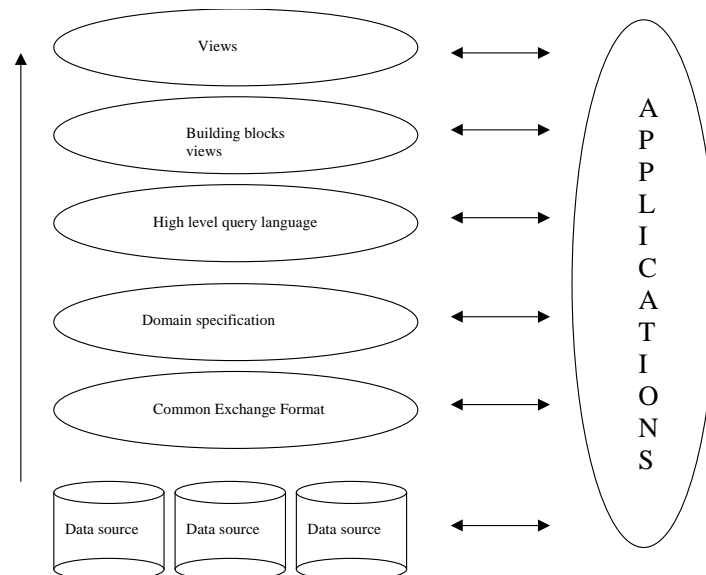 Views
Building blocks
views
High level query language
Domain specification
Common Exchange Format
Data source Data source Data source
A
P
P
L
I
C
A
T
I
O
N
S